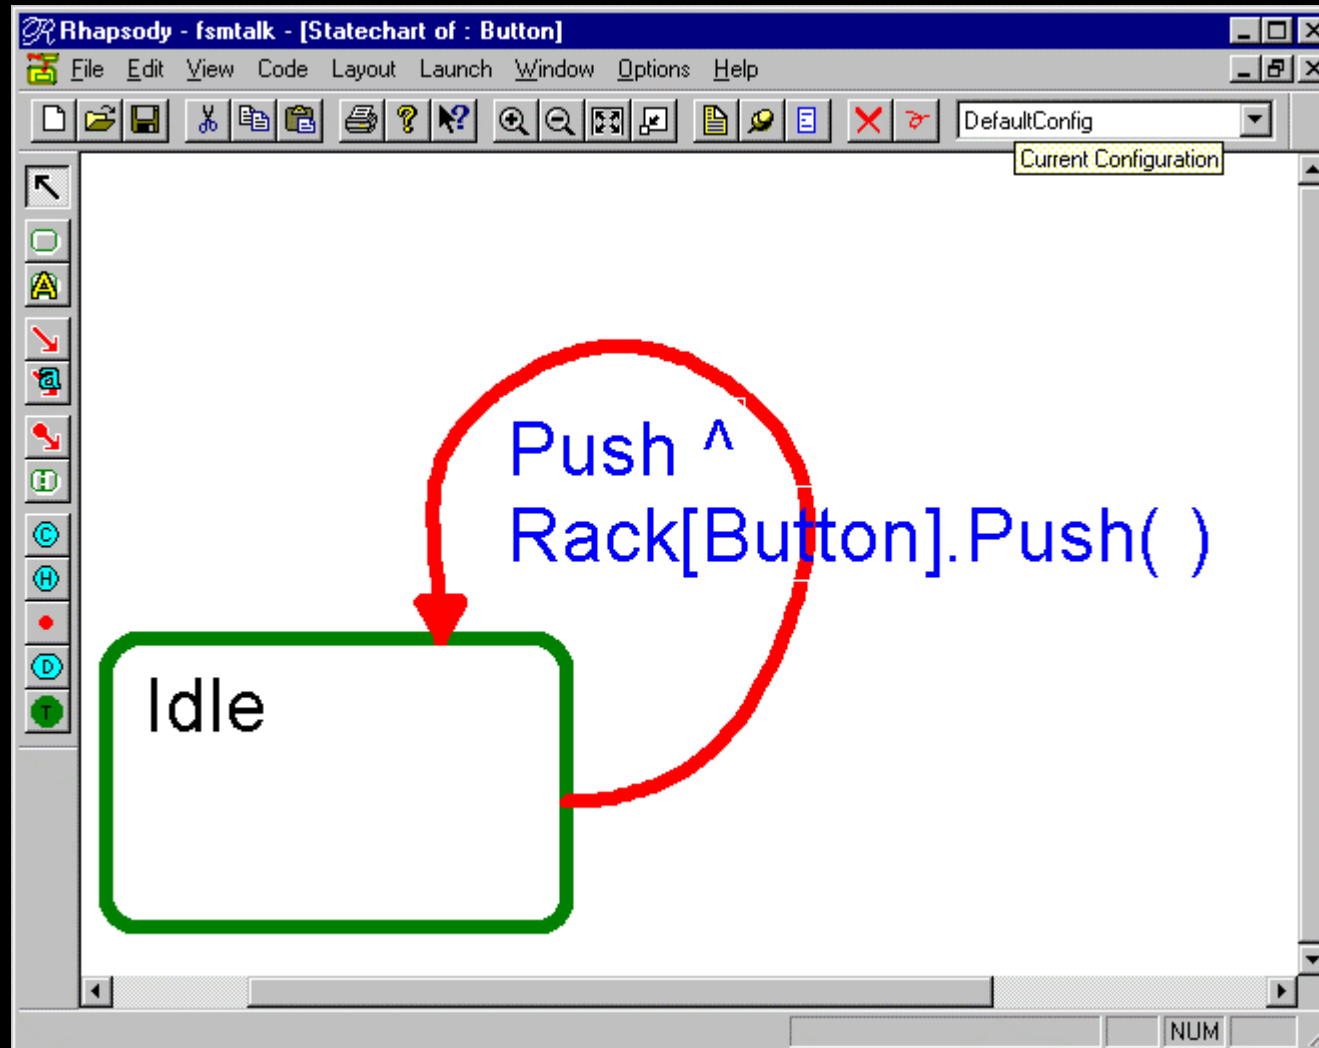 Rhapsody - fsmtalk - [Statechart of : Button]
File Edit View Code Layout Launch Window Options Help
DefaultConfig
Current Configuration
A
a
C
H
D
T
Push ^
Rack[Button].Push( )
Idle
NUM